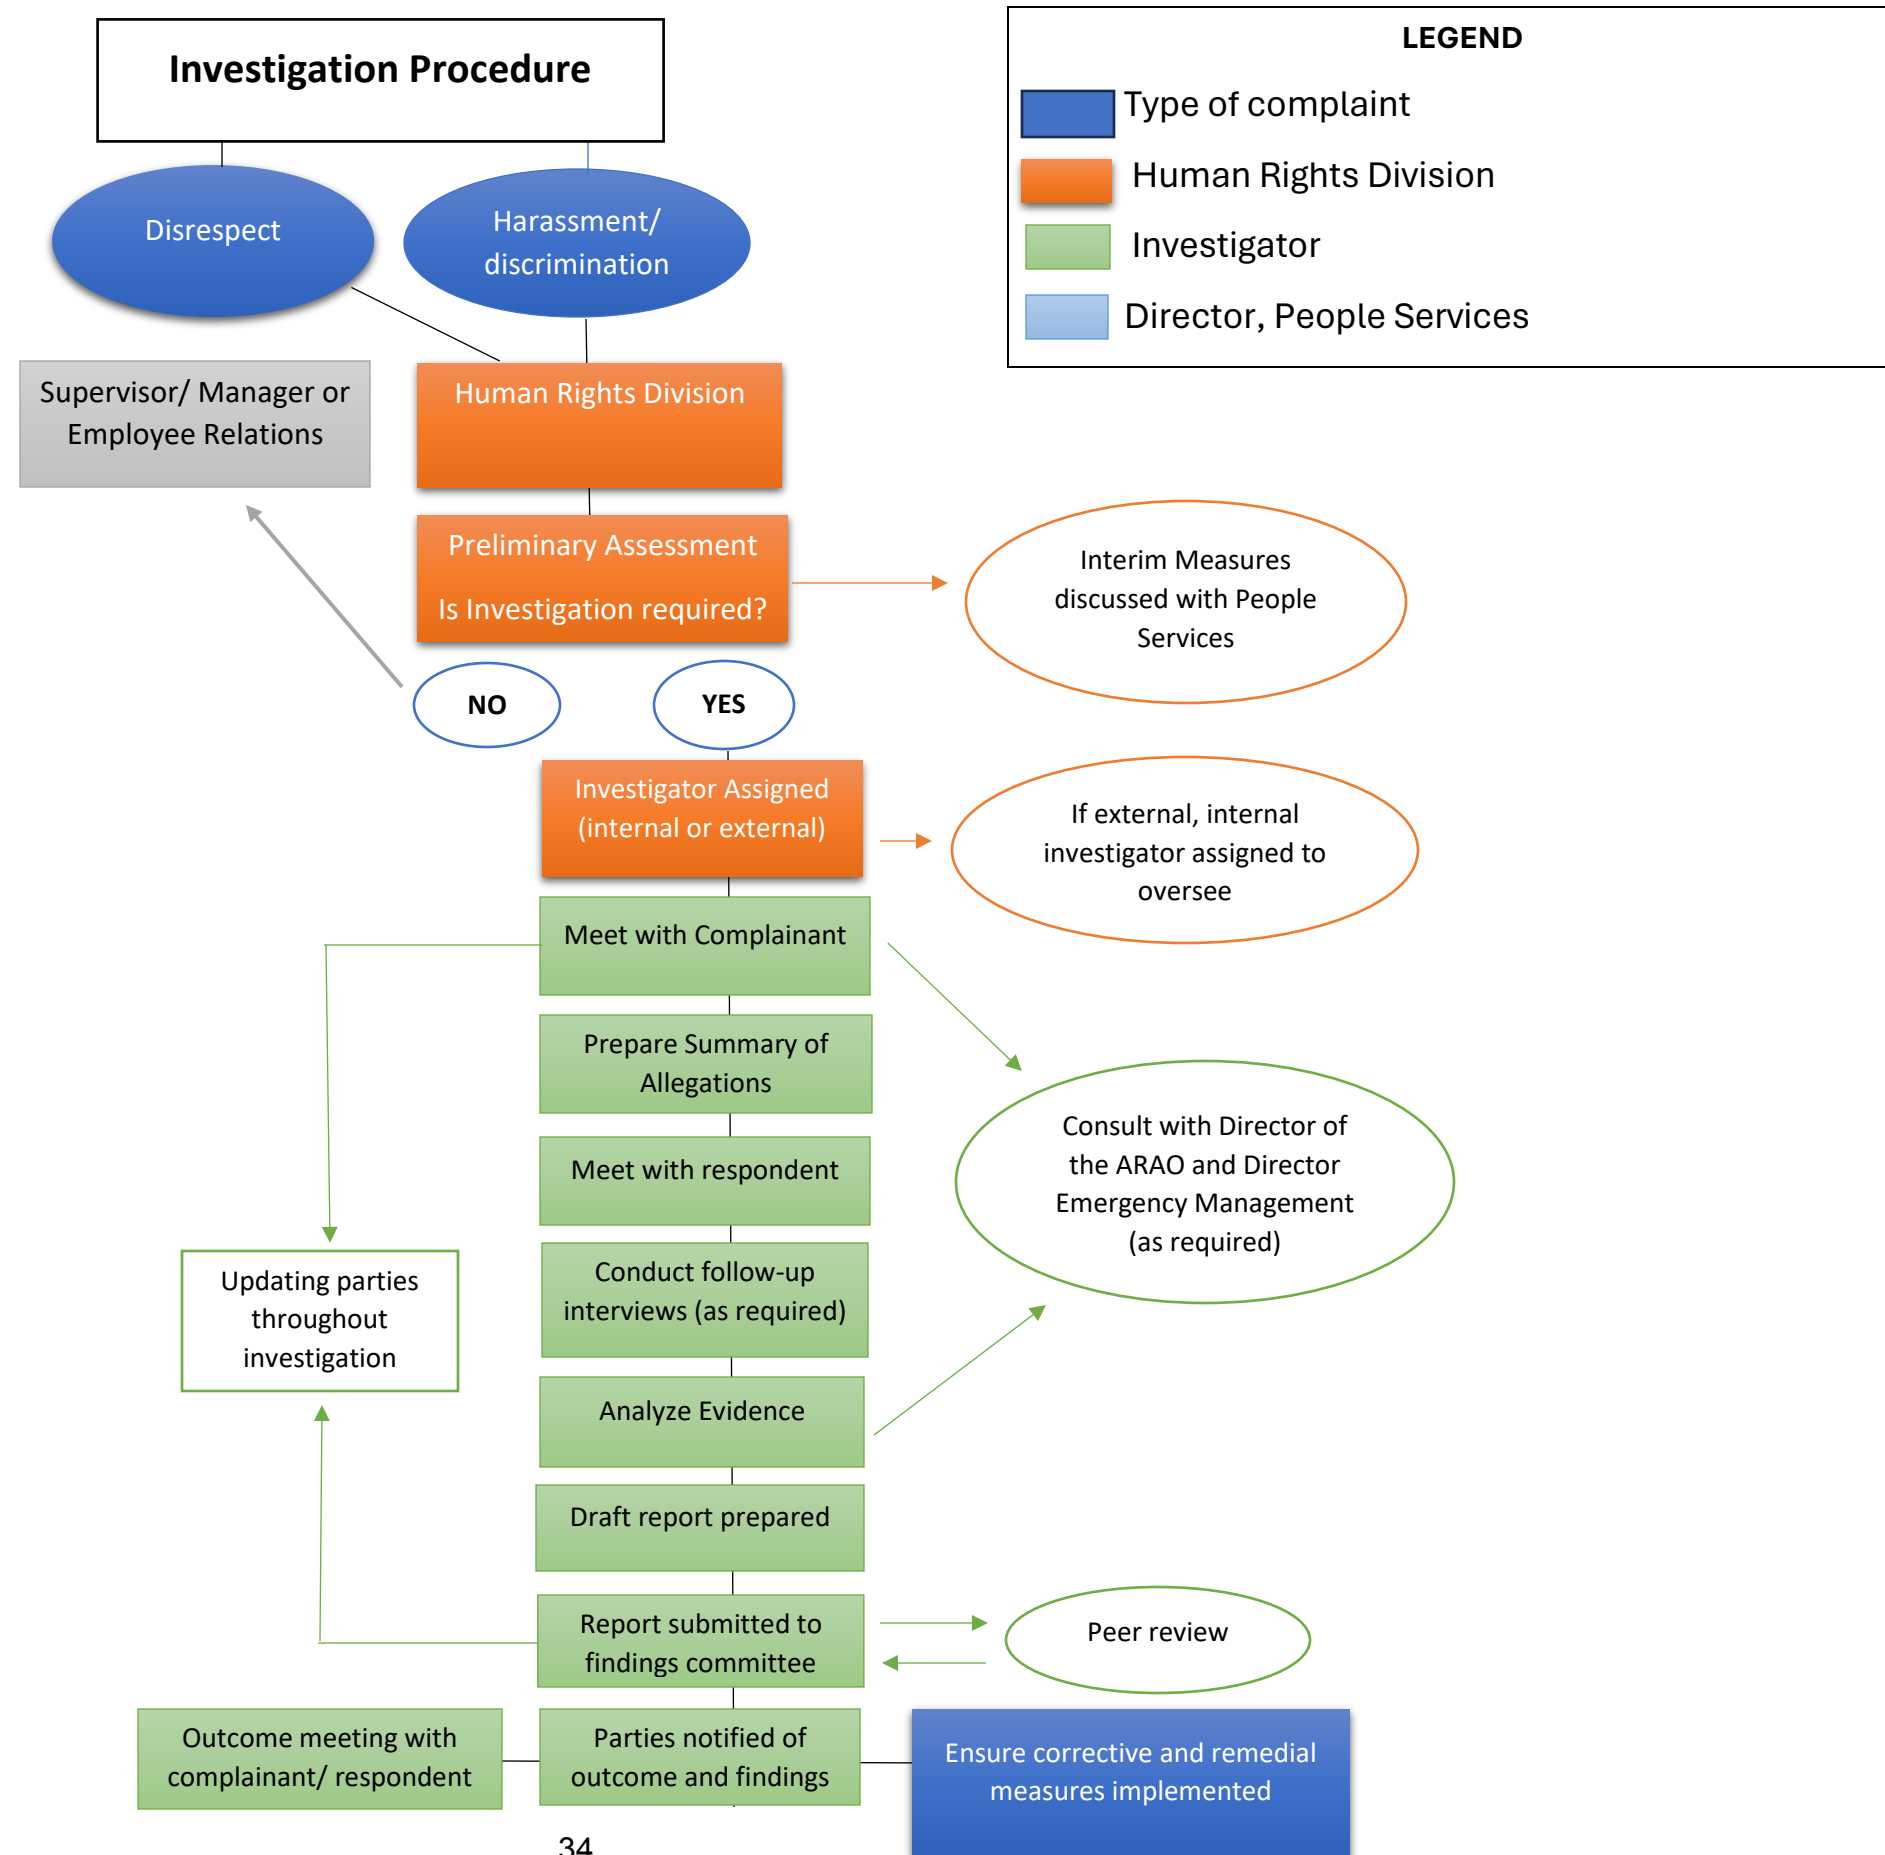 Investigation Procedure
LEGEND
Type of complaint
Human Rights Division
Investigator
Director, People Services
Disrespect
Harassment/
discrimination
Supervisor/ Manager or
Employee Relations
Human Rights Division
Preliminary Assessment
Is Investigation required?
Interim Measures
discussed with People
Services
NO
YES
Investigator Assigned
(internal or external)
If external, internal
investigator assigned to
oversee
Meet with Complainant
Prepare Summary of
Allegations
Meet with respondent
Consult with Director of
the ARAO and Director
Emergency Management
(as required)
Conduct follow-up
interviews (as required)
Updating parties
throughout
investigation
Analyze Evidence
Draft report prepared
Report submitted to
findings committee
Peer review
Outcome meeting with
complainant/ respondent
Parties notified of
outcome and findings
Ensure corrective and remedial
measures implemented
34